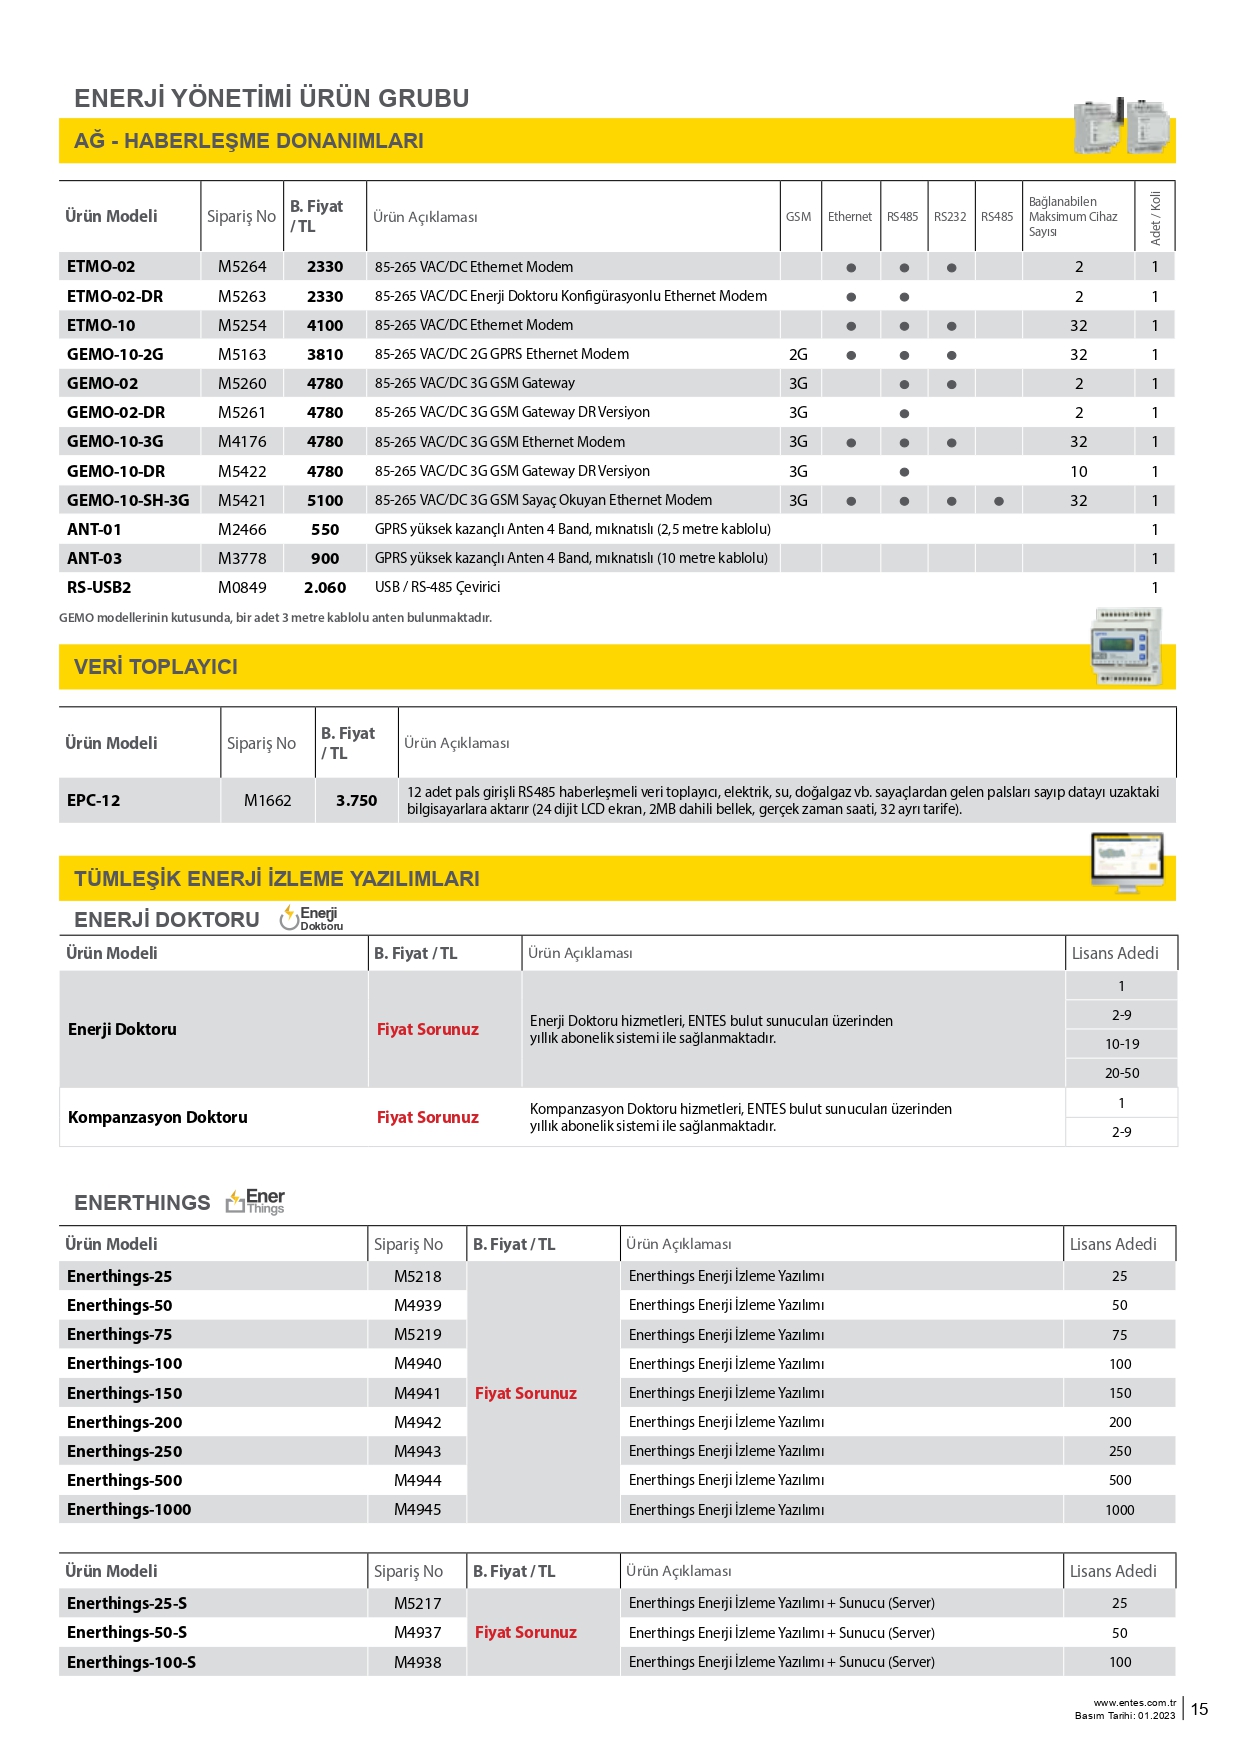 ENERJİ YÖNETİMİ ÜRÜN GRUBU
AĞ - HABERLEŞME DONANIMLARI
Ürün Modeli Sipariş No B. Fiyat / TL Ürün Açıklaması GSM Ethernet RS485 RS232 RS485 Bağlanabilen Maksimum Cihaz Sayısı Adet / Koli
ETMO-02 M5264 2330 85-265 VAC/DC Ethernet Modem ● ● ● 2 1
ETMO-02-DR M5263 2330 85-265 VAC/DC Enerji Doktoru Konfigürasyonlu Ethernet Modem ● ● 2 1
ETMO-10 M5254 4100 85-265 VAC/DC Ethernet Modem ● ● ● 32 1
GEMO-10-2G M5163 3810 85-265 VAC/DC 2G GPRS Ethernet Modem 2G ● ● ● 32 1
GEMO-02 M5260 4780 85-265 VAC/DC 3G GSM Gateway 3G ● ● 2 1
GEMO-02-DR M5261 4780 85-265 VAC/DC 3G GSM Gateway DR Versiyon 3G ● 2 1
GEMO-10-3G M4176 4780 85-265 VAC/DC 3G GSM Ethernet Modem 3G ● ● ● 32 1
GEMO-10-DR M5422 4780 85-265 VAC/DC 3G GSM Gateway DR Versiyon 3G ● 10 1
GEMO-10-SH-3G M5421 5100 85-265 VAC/DC 3G GSM Sayaç Okuyan Ethernet Modem 3G ● ● ● ● 32 1
ANT-01 M2466 550 GPRS yüksek kazançlı Anten 4 Band, mıknatıslı (2,5 metre kablolu) 1
ANT-03 M3778 900 GPRS yüksek kazançlı Anten 4 Band, mıknatıslı (10 metre kablolu) 1
RS-USB2 M0849 2.060 USB / RS-485 Çevirici 1
GEMO modellerinin kutusunda, bir adet 3 metre kablolu anten bulunmaktadır.
VERİ TOPLAYICI
Ürün Modeli Sipariş No B. Fiyat / TL Ürün Açıklaması
EPC-12 M1662 3.750 12 adet pals girişli RS485 haberleşmeli veri toplayıcı, elektrik, su, doğalgaz vb. sayaçlardan gelen palsları sayıp datayı uzaktaki
bilgisayarlara aktarır (24 dijit LCD ekran, 2MB dahili bellek, gerçek zaman saati, 32 ayrı tarife).
TÜMLEŞİK ENERJİ İZLEME YAZILIMLARI
ENERJİ DOKTORU Enerji Doktoru
Ürün Modeli B. Fiyat / TL Ürün Açıklaması Lisans Adedi
Enerji Doktoru Fiyat Sorunuz Enerji Doktoru hizmetleri, ENTES bulut sunucuları üzerinden
yıllık abonelik sistemi ile sağlanmaktadır.
1
2-9
10-19
20-50
Kompanzasyon Doktoru Fiyat Sorunuz Kompanzasyon Doktoru hizmetleri, ENTES bulut sunucuları üzerinden
yıllık abonelik sistemi ile sağlanmaktadır.
1
2-9
ENERTHINGS Ener Things
Ürün Modeli Sipariş No B. Fiyat / TL Ürün Açıklaması Lisans Adedi
Enerthings-25 M5218 Enerthings Enerji İzleme Yazılımı 25
Enerthings-50 M4939 Enerthings Enerji İzleme Yazılımı 50
Enerthings-75 M5219 Enerthings Enerji İzleme Yazılımı 75
Enerthings-100 M4940 Enerthings Enerji İzleme Yazılımı 100
Enerthings-150 M4941 Fiyat Sorunuz Enerthings Enerji İzleme Yazılımı 150
Enerthings-200 M4942 Enerthings Enerji İzleme Yazılımı 200
Enerthings-250 M4943 Enerthings Enerji İzleme Yazılımı 250
Enerthings-500 M4944 Enerthings Enerji İzleme Yazılımı 500
Enerthings-1000 M4945 Enerthings Enerji İzleme Yazılımı 1000
Ürün Modeli Sipariş No B. Fiyat / TL Ürün Açıklaması Lisans Adedi
Enerthings-25-S M5217 Enerthings Enerji İzleme Yazılımı + Sunucu (Server) 25
Enerthings-50-S M4937 Fiyat Sorunuz Enerthings Enerji İzleme Yazılımı + Sunucu (Server) 50
Enerthings-100-S M4938 Enerthings Enerji İzleme Yazılımı + Sunucu (Server) 100
www.entes.com.tr
Basım Tarihi: 01.2023
15